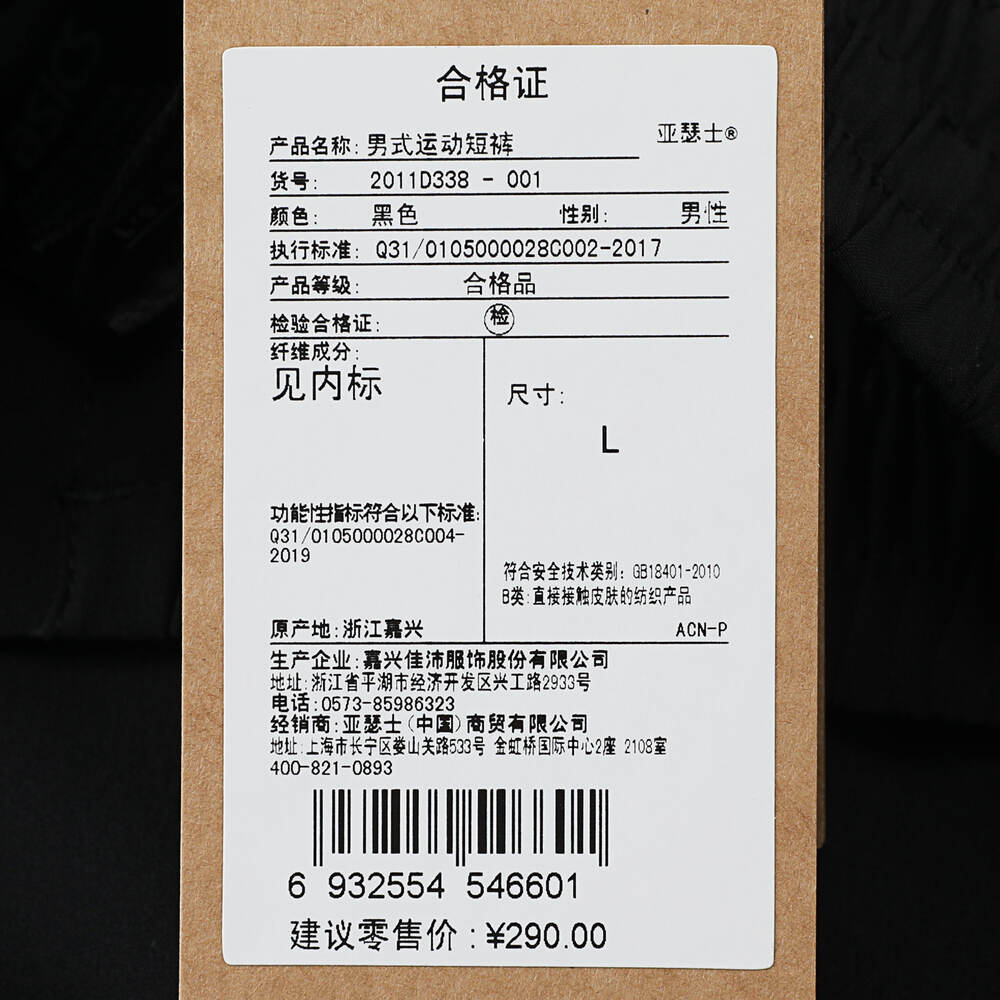 合格证
亚瑟士®
产品名称: 男式运动短裤
货号: 2011D338 - 001
颜色: 黑色 性别: 男性
执行标准: Q31/0105000028C002-2017
产品等级: 合格品
检验合格证: 检
纤维成分:
见内标
尺寸:
L
功能性指标符合以下标准:
Q31/0105000028C004-
2019
符合安全技术类别: GB18401-2010
B类:直接接触皮肤的纺织产品
原产地:浙江嘉兴
ACN-P
生产企业:嘉兴佳沛服饰股份有限公司
地址:浙江省平湖市经济开发区兴工路2933号
电话:0573-85986323
经销商:亚瑟士(中国)商贸有限公司
地址:上海市长宁区娄山关路533号 金虹桥国际中心2座 2108室
400-821-0893
6 932554 546601
建议零售价:¥290.00